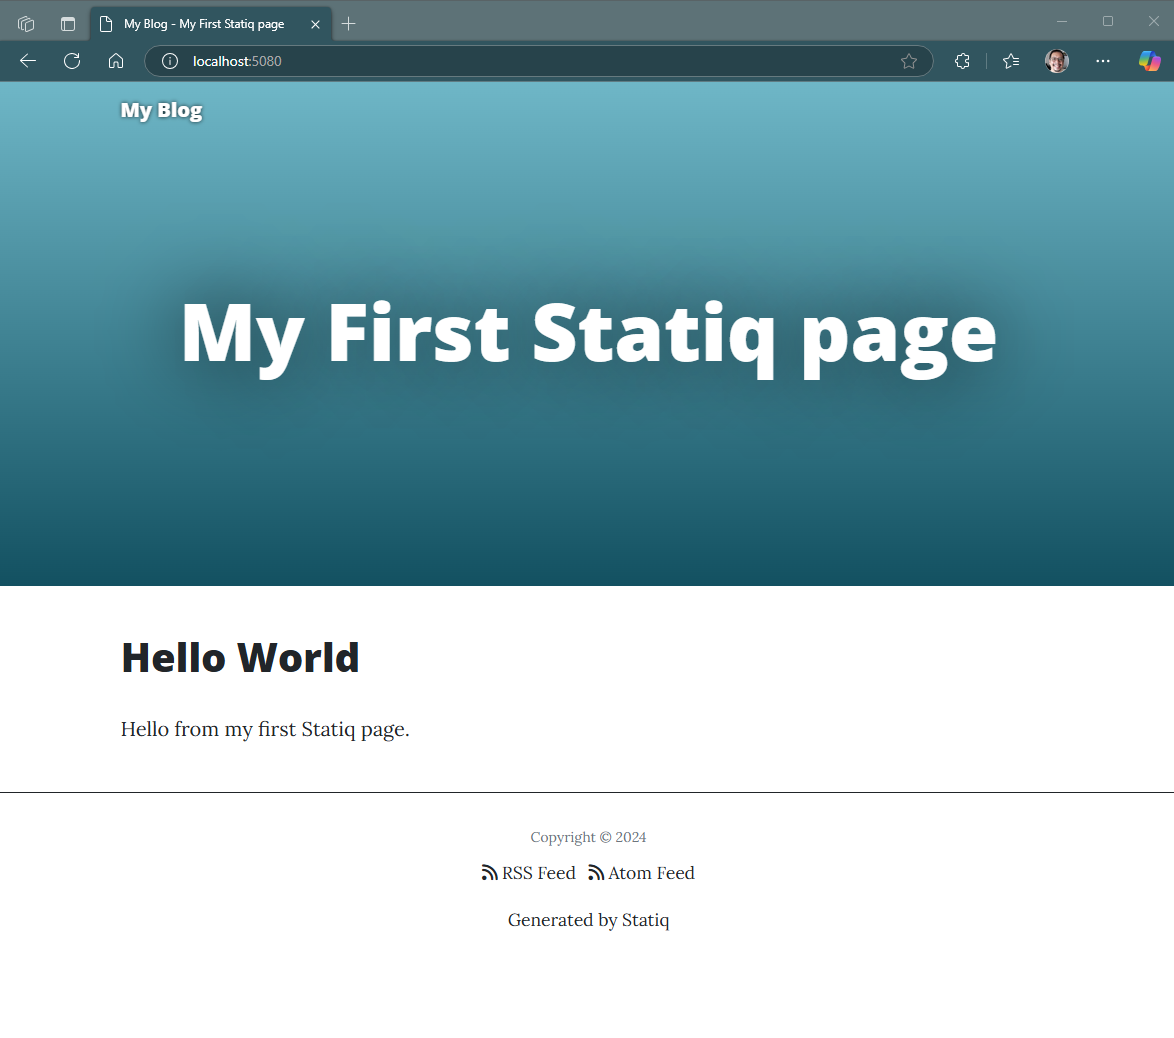 My Blog - My First Statiq page
localhost:5080
My Blog
My First Statiq page
Hello World
Hello from my first Statiq page.
Copyright © 2024
RSS Feed Atom Feed
Generated by Statiq